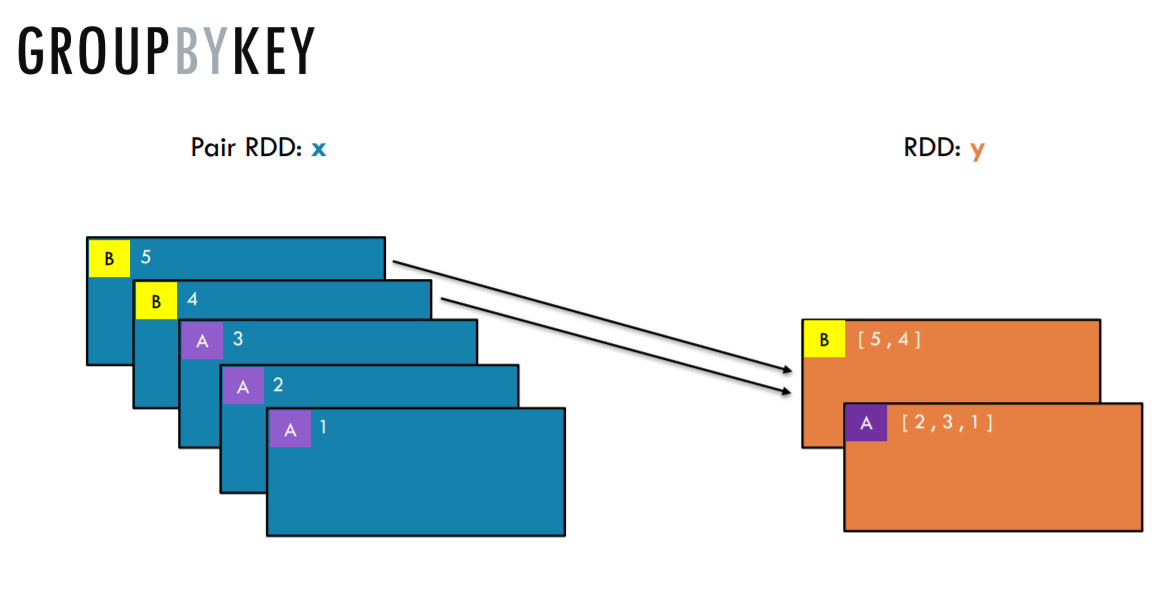 GROUPBYKEY
Pair RDD: x
RDD: y
B 5
B 4
A 3
A 2
A 1
B [5,4]
A [2,3,1]